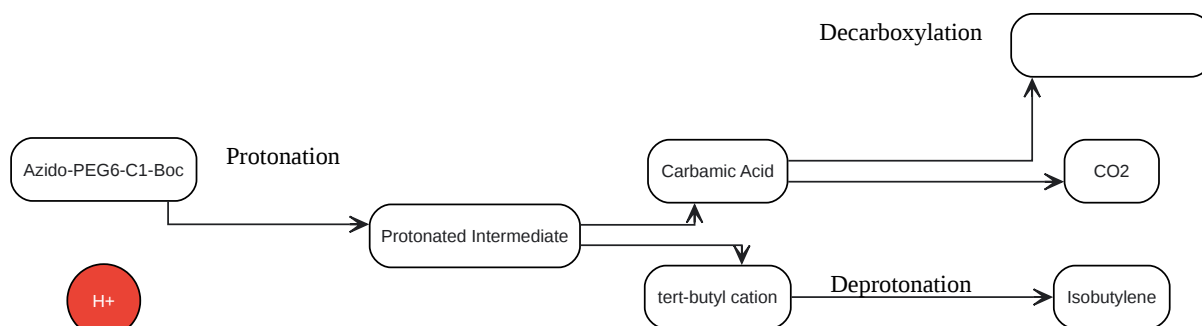 Decarboxylation
Azido-PEG6-C1-Boc
Protonation
Carbamic Acid
CO2
Protonated Intermediate
H+
tert-butyl cation
Deprotonation
Isobutylene